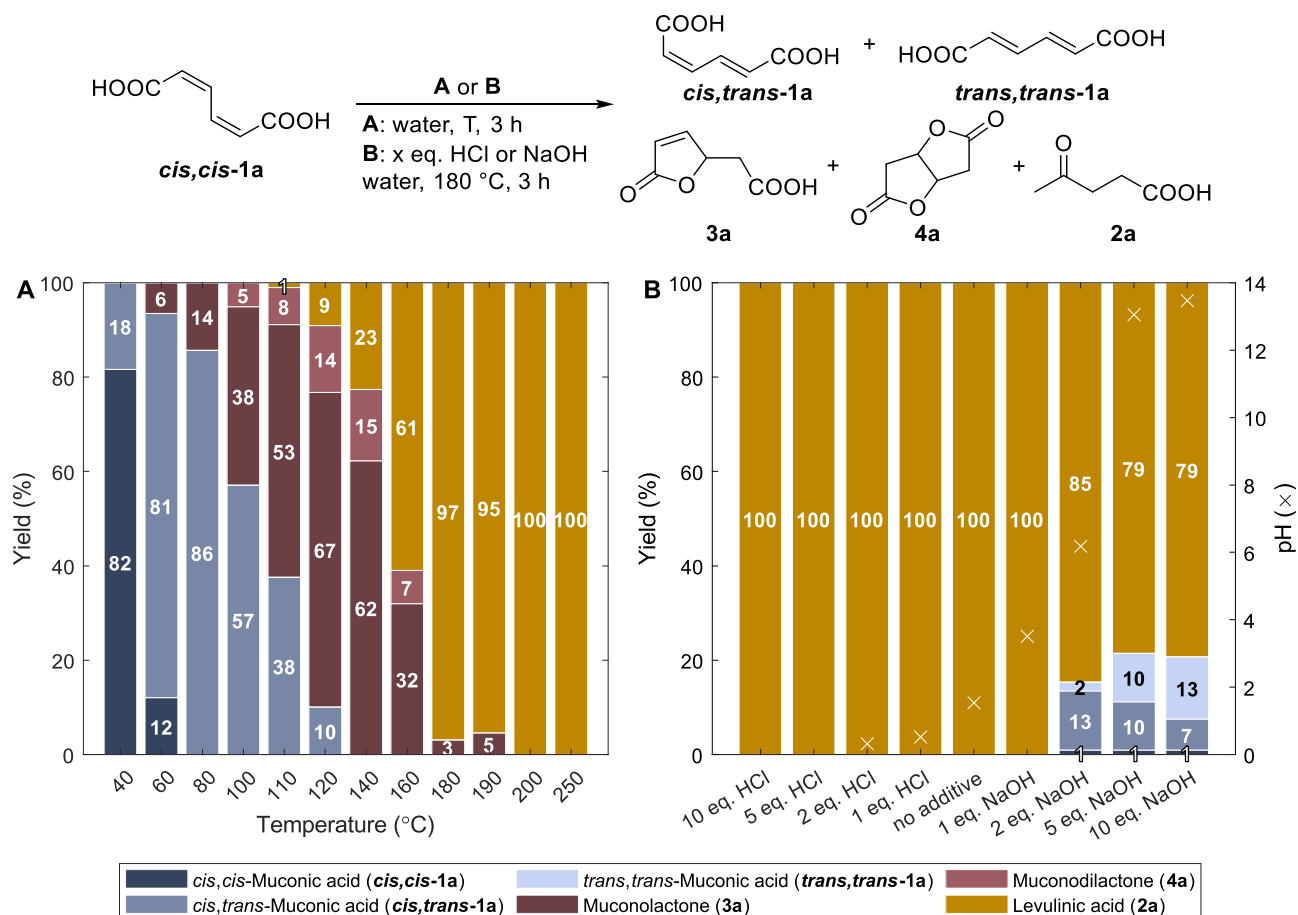 COOH
COOH
+
HOOC
COOH
HOOC
COOH
A or B
cis,trans-1a
trans,trans-1a
A: water, T, 3 h
B: x eq. HCl or NaOH
water, 180 °C, 3 h
cis,cis-1a
O
O
COOH
3a
+
O
O
O
O
4a
+
O
COOH
2a
A
Yield (%)
100
80
60
40
20
0
18
82
6
81
12
14
86
5
38
57
1
8
53
38
9
14
67
10
23
15
62
61
7
32
97
3
95
5
100
100
40
60
80
100
110
120
140
160
180
190
200
250
Temperature (°C)
B
Yield (%)
100
80
60
40
20
0
100
100
100
100
100
100
85
2
13
1
79
10
10
1
79
13
7
1
14
12
10
8
6
4
2
0
pH (×)
10 eq. HCl
5 eq. HCl
2 eq. HCl
1 eq. HCl
no additive
1 eq. NaOH
2 eq. NaOH
5 eq. NaOH
10 eq. NaOH
cis,cis-Muconic acid (cis,cis-1a)
trans,trans-Muconic acid (trans,trans-1a)
Muconodilactone (4a)
cis,trans-Muconic acid (cis,trans-1a)
Muconolactone (3a)
Levulinic acid (2a)